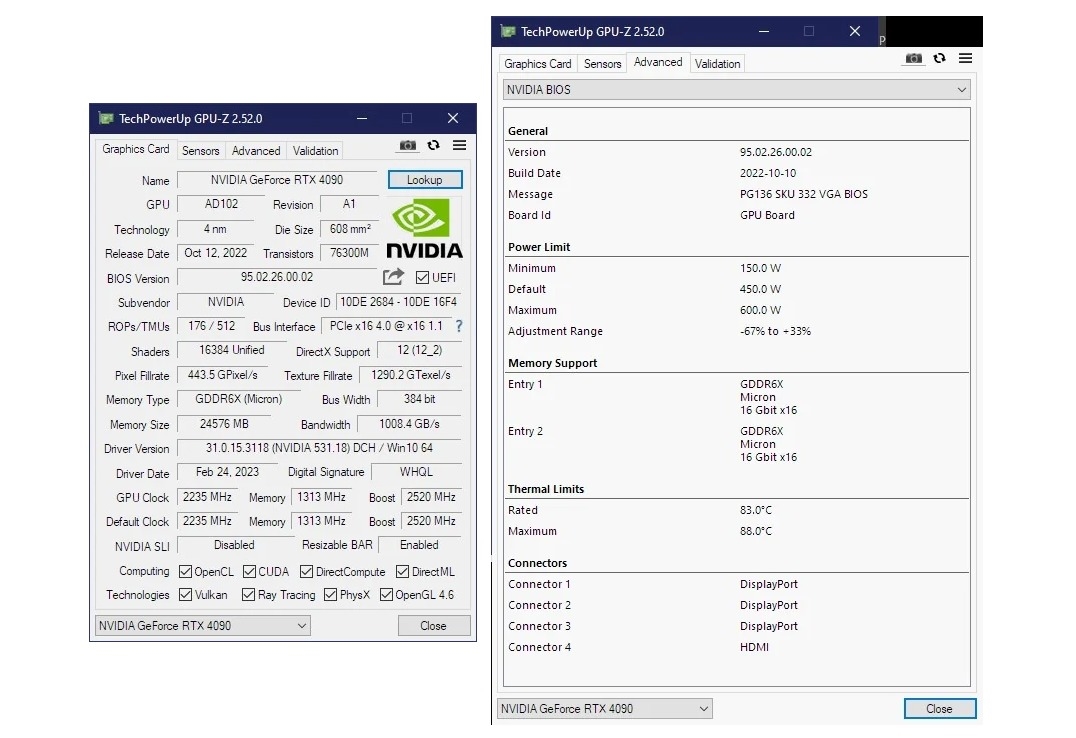 TechPowerUp GPU-Z 2.52.0
Graphics Card Sensors Advanced Validation
Name NVIDIA GeForce RTX 4090 Lookup
GPU AD102 Revision A1
Technology 4 nm Die Size 608 mm²
Release Date Oct 12, 2022 Transistors 76300M
NVIDIA
BIOS Version 95.02.26.00.02 UEFI
Subvendor NVIDIA Device ID 10DE 2684 - 10DE 16F4
ROPs/TMUs 176 / 512 Bus Interface PCIe x16 4.0 @ x16 1.1 ?
Shaders 16384 Unified DirectX Support 12 (12_2)
Pixel Fillrate 443.5 GPixel/s Texture Fillrate 1290.2 GTexel/s
Memory Type GDDR6X (Micron) Bus Width 384 bit
Memory Size 24576 MB Bandwidth 1008.4 GB/s
Driver Version 31.0.15.3118 (NVIDIA 531.18) DCH / Win10 64
Driver Date Feb 24, 2023 Digital Signature WHQL
GPU Clock 2235 MHz Memory 1313 MHz Boost 2520 MHz
Default Clock 2235 MHz Memory 1313 MHz Boost 2520 MHz
NVIDIA SLI Disabled Resizable BAR Enabled
Computing OpenCL CUDA DirectCompute DirectML
Technologies Vulkan Ray Tracing PhysX OpenGL 4.6
NVIDIA GeForce RTX 4090 Close
TechPowerUp GPU-Z 2.52.0
P
Graphics Card Sensors Advanced Validation
NVIDIA BIOS
General
Version 95.02.26.00.02
Build Date 2022-10-10
Message PG136 SKU 332 VGA BIOS
Board Id GPU Board
Power Limit
Minimum 150.0 W
Default 450.0 W
Maximum 600.0 W
Adjustment Range -67% to +33%
Memory Support
Entry 1 GDDR6X
Micron
16 Gbit x16
Entry 2 GDDR6X
Micron
16 Gbit x16
Thermal Limits
Rated 83.0°C
Maximum 88.0°C
Connectors
Connector 1 DisplayPort
Connector 2 DisplayPort
Connector 3 DisplayPort
Connector 4 HDMI
NVIDIA GeForce RTX 4090 Close